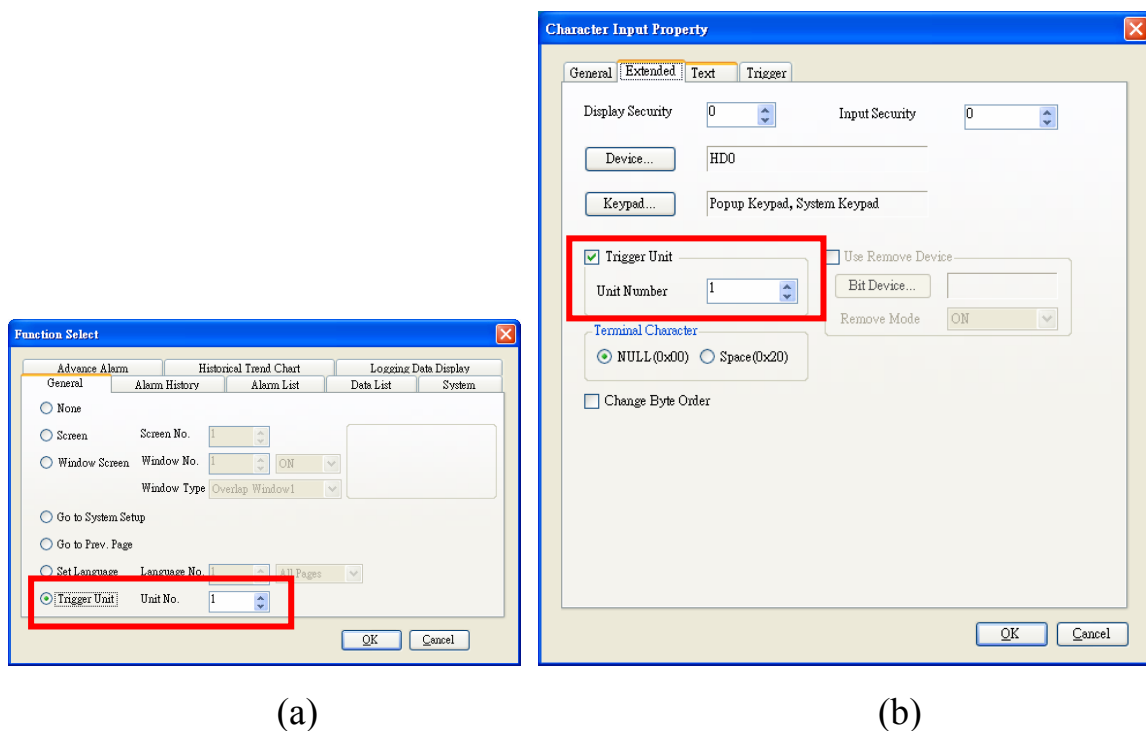 Character Input Property
General Extended Text Trigger
Display Security 0 Input Security 0
Device... HD0
Keypad... Popup Keypad, System Keypad
Trigger Unit Use Remove Device
Unit Number 1 Bit Device...
Remove Mode ON
Terminal Character
NULL(0x00) Space(0x20)
Change Byte Order
OK Cancel
Function Select
Advance Alarm Historical Trend Chart Logging Data Display
General Alarm History Alarm List Data List System
None
Screen Screen No. 1
Window Screen Window No. 1 ON
Window Type Overlap Window1
Go to System Setup
Go to Prev. Page
Set Language Language No. 1 All Pages
Trigger Unit Unit No. 1
OK Cancel
(a) (b)